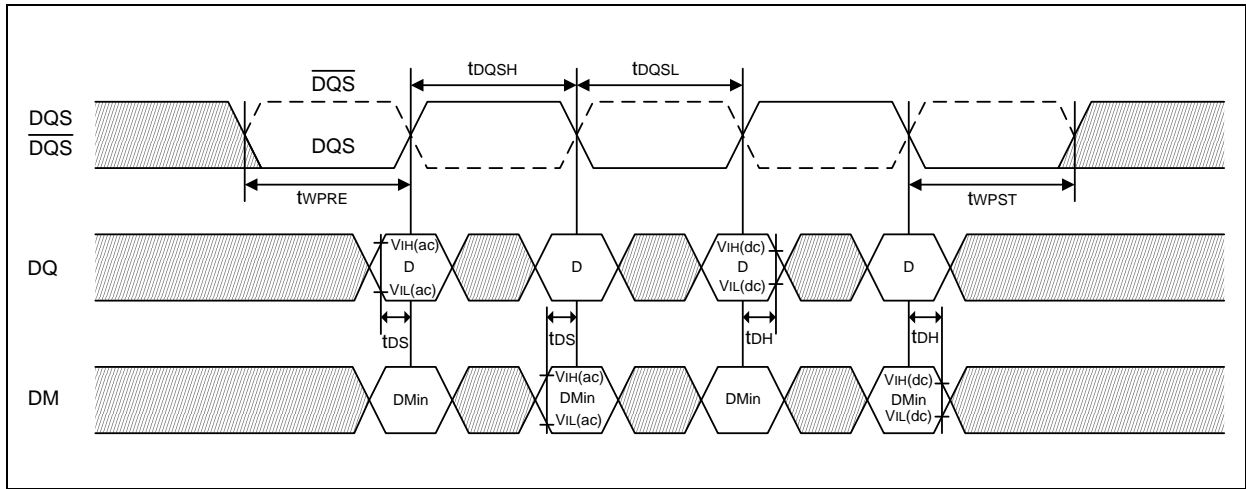 tDQSH
tDQSL
DQS
DQS
DQS
DQS
tWPRE
tWPST
DQ
VIH(ac)
D
VIL(ac)
D
VIH(dc)
D
VIL(dc)
D
tDS
tDS
tDH
tDH
DM
DMin
VIH(ac)
DMin
VIL(ac)
DMin
VIH(dc)
DMin
VIL(dc)